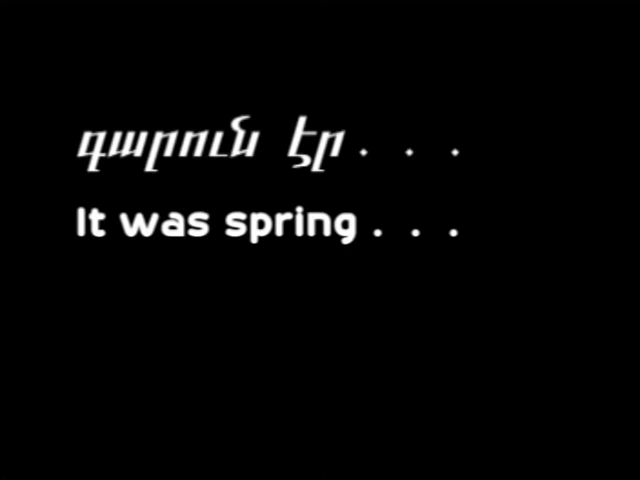 գարուն էր . . .
It was spring . . .